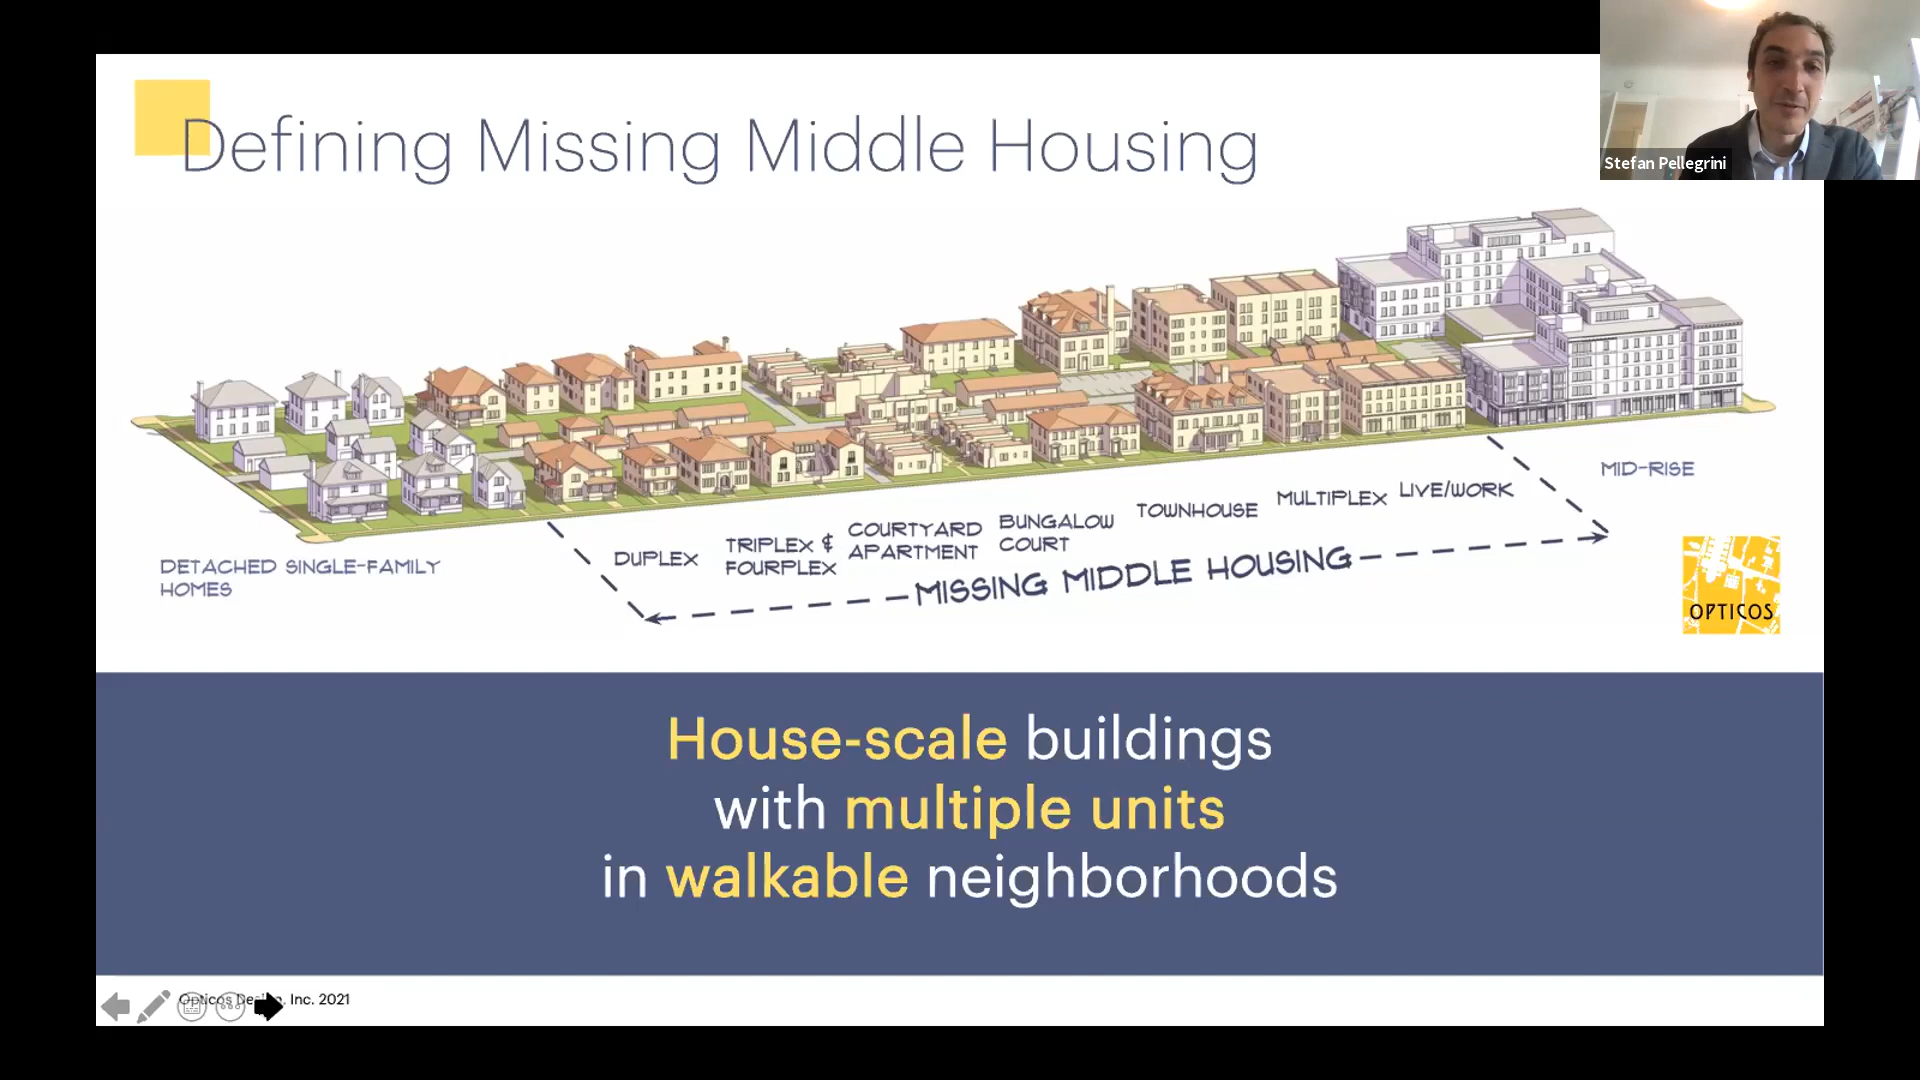 Defining Missing Middle Housing
Stefan Pellegrini
MID-RISE
DETACHED SINGLE-FAMILY
HOMES
DUPLEX
TRIPLEX &
FOURPLEX
COURTYARD
APARTMENT
BUNGALOW
COURT
TOWNHOUSE
MULTIPLEX
LIVE/WORK
MISSING MIDDLE HOUSING
OPTICOS
House-scale buildings
with multiple units
in walkable neighborhoods
Opticos Design, Inc. 2021